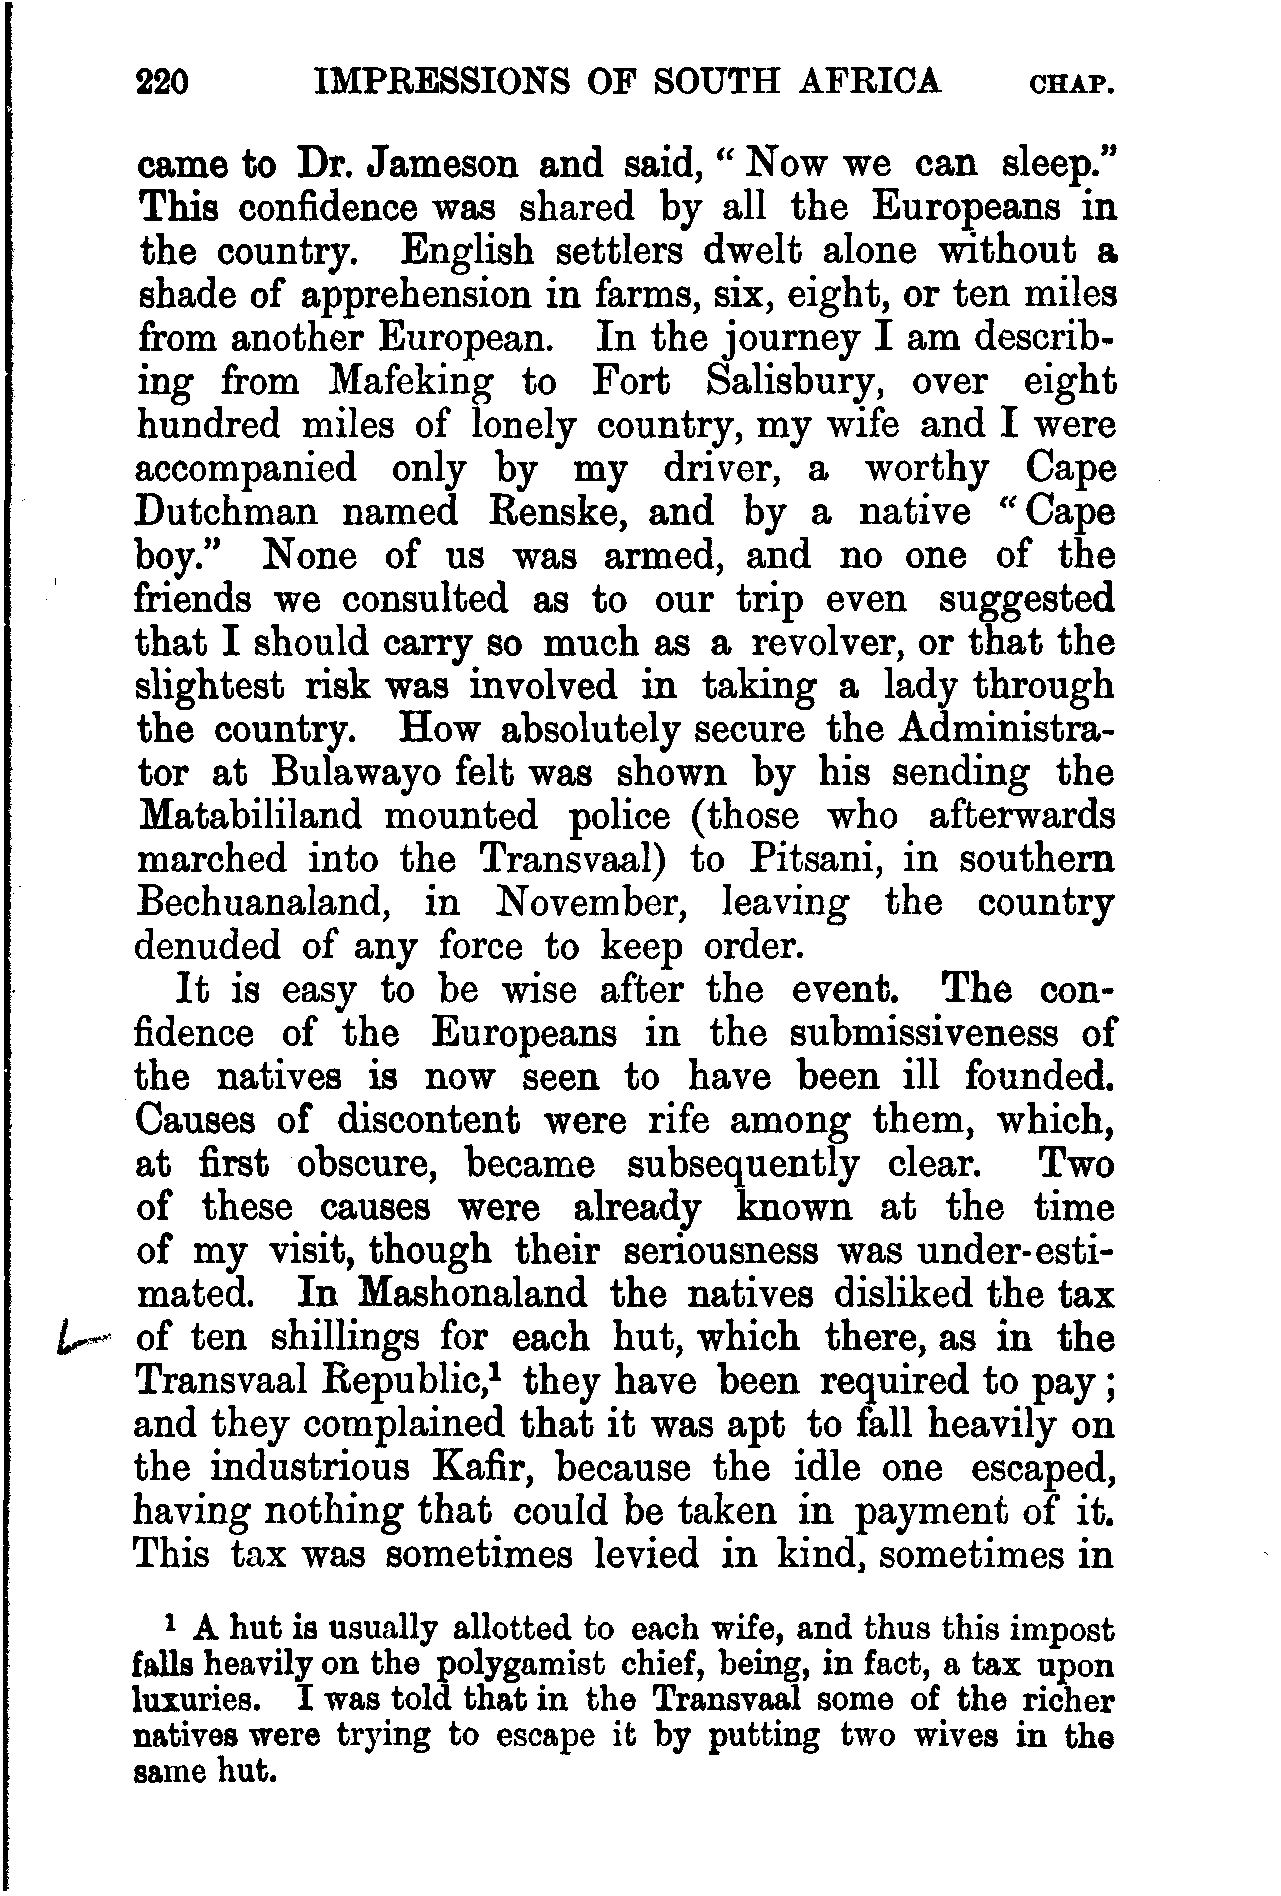 220 IMPRESSIONS OF SOUTH AFRICA CHAP.
came to Dr. Jameson and said, “ Now we can sleep.”
This confidence was shared by all the Europeans in
the country. English settlers dwelt alone without a
shade of apprehension in farms, six, eight, or ten miles
from another European. In the journey I am describ-
ing from Mafeking to Fort Salisbury, over eight
hundred miles of lonely country, my wife and I were
accompanied only by my driver, a worthy Cape
Dutchman named Renske, and by a native “ Cape
boy.” None of us was armed, and no one of the
friends we consulted as to our trip even suggested
that I should carry so much as a revolver, or that the
slightest risk was involved in taking a lady through
the country. How absolutely secure the Administra-
tor at Bulawayo felt was shown by his sending the
Matabililand mounted police (those who afterwards
marched into the Transvaal) to Pitsani, in southern
Bechuanaland, in November, leaving the country
denuded of any force to keep order.
It is easy to be wise after the event. The con-
fidence of the Europeans in the submissiveness of
the natives is now seen to have been ill founded.
Causes of discontent were rife among them, which,
at first obscure, became subsequently clear. Two
of these causes were already known at the time
of my visit, though their seriousness was under-esti-
mated. In Mashonaland the natives disliked the tax
of ten shillings for each hut, which there, as in the
Transvaal Republic,¹ they have been required to pay ;
and they complained that it was apt to fall heavily on
the industrious Kafir, because the idle one escaped,
having nothing that could be taken in payment of it.
This tax was sometimes levied in kind, sometimes in
¹ A hut is usually allotted to each wife, and thus this impost
falls heavily on the polygamist chief, being, in fact, a tax upon
luxuries. I was told that in the Transvaal some of the richer
natives were trying to escape it by putting two wives in the
same hut.